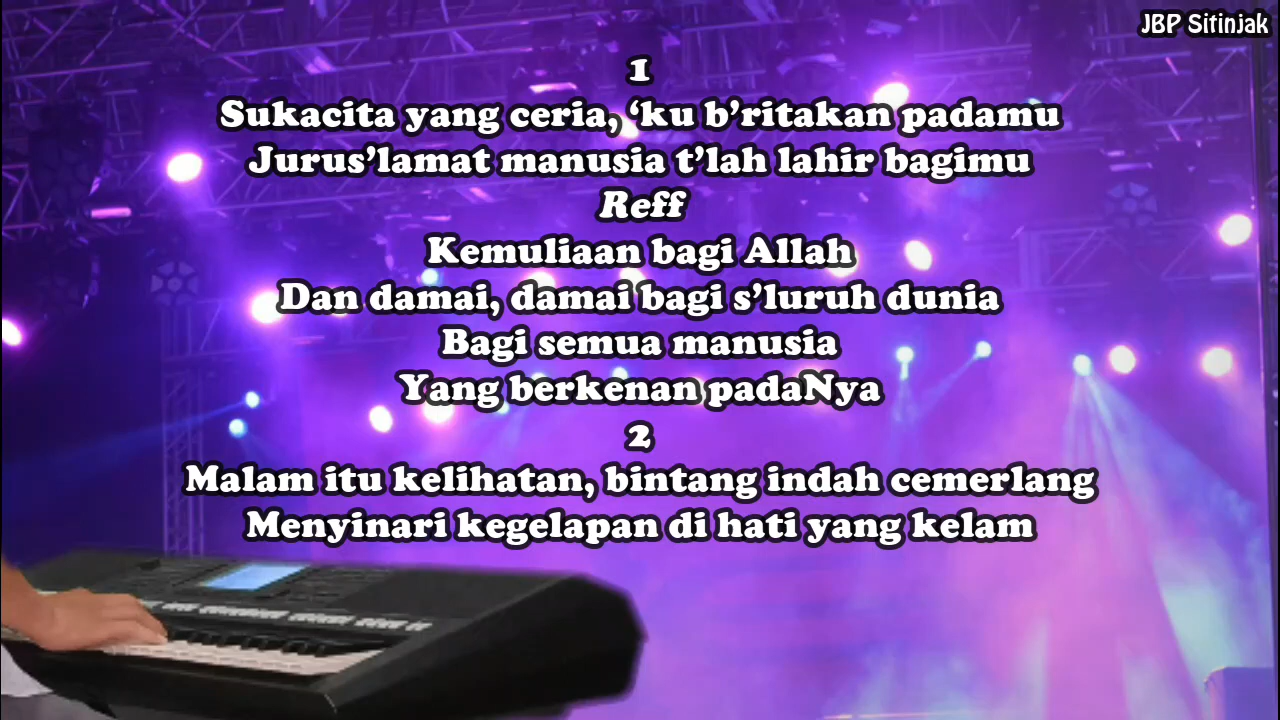 JBP Sitinjak
1
Sukacita yang ceria, ‘ku b’ritakan padamu
Jurus’lamat manusia t’lah lahir bagimu
Reff
Kemuliaan bagi Allah
Dan damai, damai bagi s’luruh dunia
Bagi semua manusia
Yang berkenan padaNya
2
Malam itu kelihatan, bintang indah cemerlang
Menyinari kegelapan di hati yang kelam